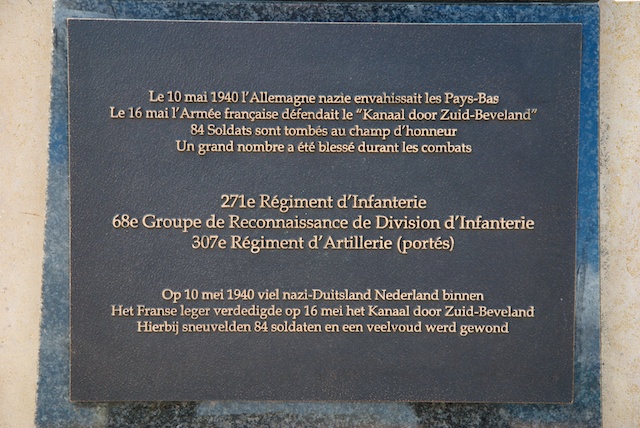 Le 10 mai 1940 l'Allemagne nazie envahissait les Pays-Bas
Le 16 mai l'Armée française défendait le "Kanaal door Zuid-Beveland"
84 Soldats sont tombés au champ d'honneur
Un grand nombre a été blessé durant les combats
271e Régiment d'Infanterie
68e Groupe de Reconnaissance de Division d'Infanterie
307e Régiment d'Artillerie (portés)
Op 10 mei 1940 viel nazi-Duitsland Nederland binnen
Het Franse leger verdedigde op 16 mei het Kanaal door Zuid-Beveland
Hierbij sneuvelden 84 soldaten en een veelvoud werd gewond